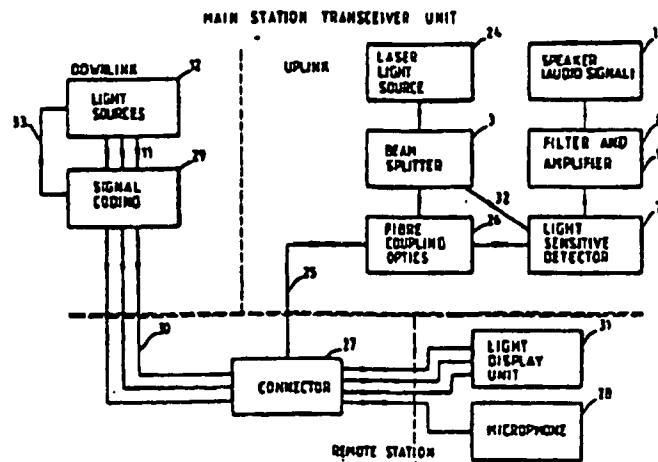 MAIN STATION TRANSCEIVER UNIT
DOWNLINK
12
LIGHT
SOURCES
33
11
29
SIGNAL
CODING
UPLINK
24
LASER
LIGHT
SOURCE
SPEAKER
(AUDIO SIGNAL)
3
BEAM
SPLITTER
FILTER AND
AMPLIFIER
32
26
FIBRE
COUPLING
OPTICS
LIGHT
SENSITIVE
DETECTOR
25
30
27
CONNECTOR
31
LIGHT
DISPLAY
UNIT
28
MICROPHONE
REMOTE STATION